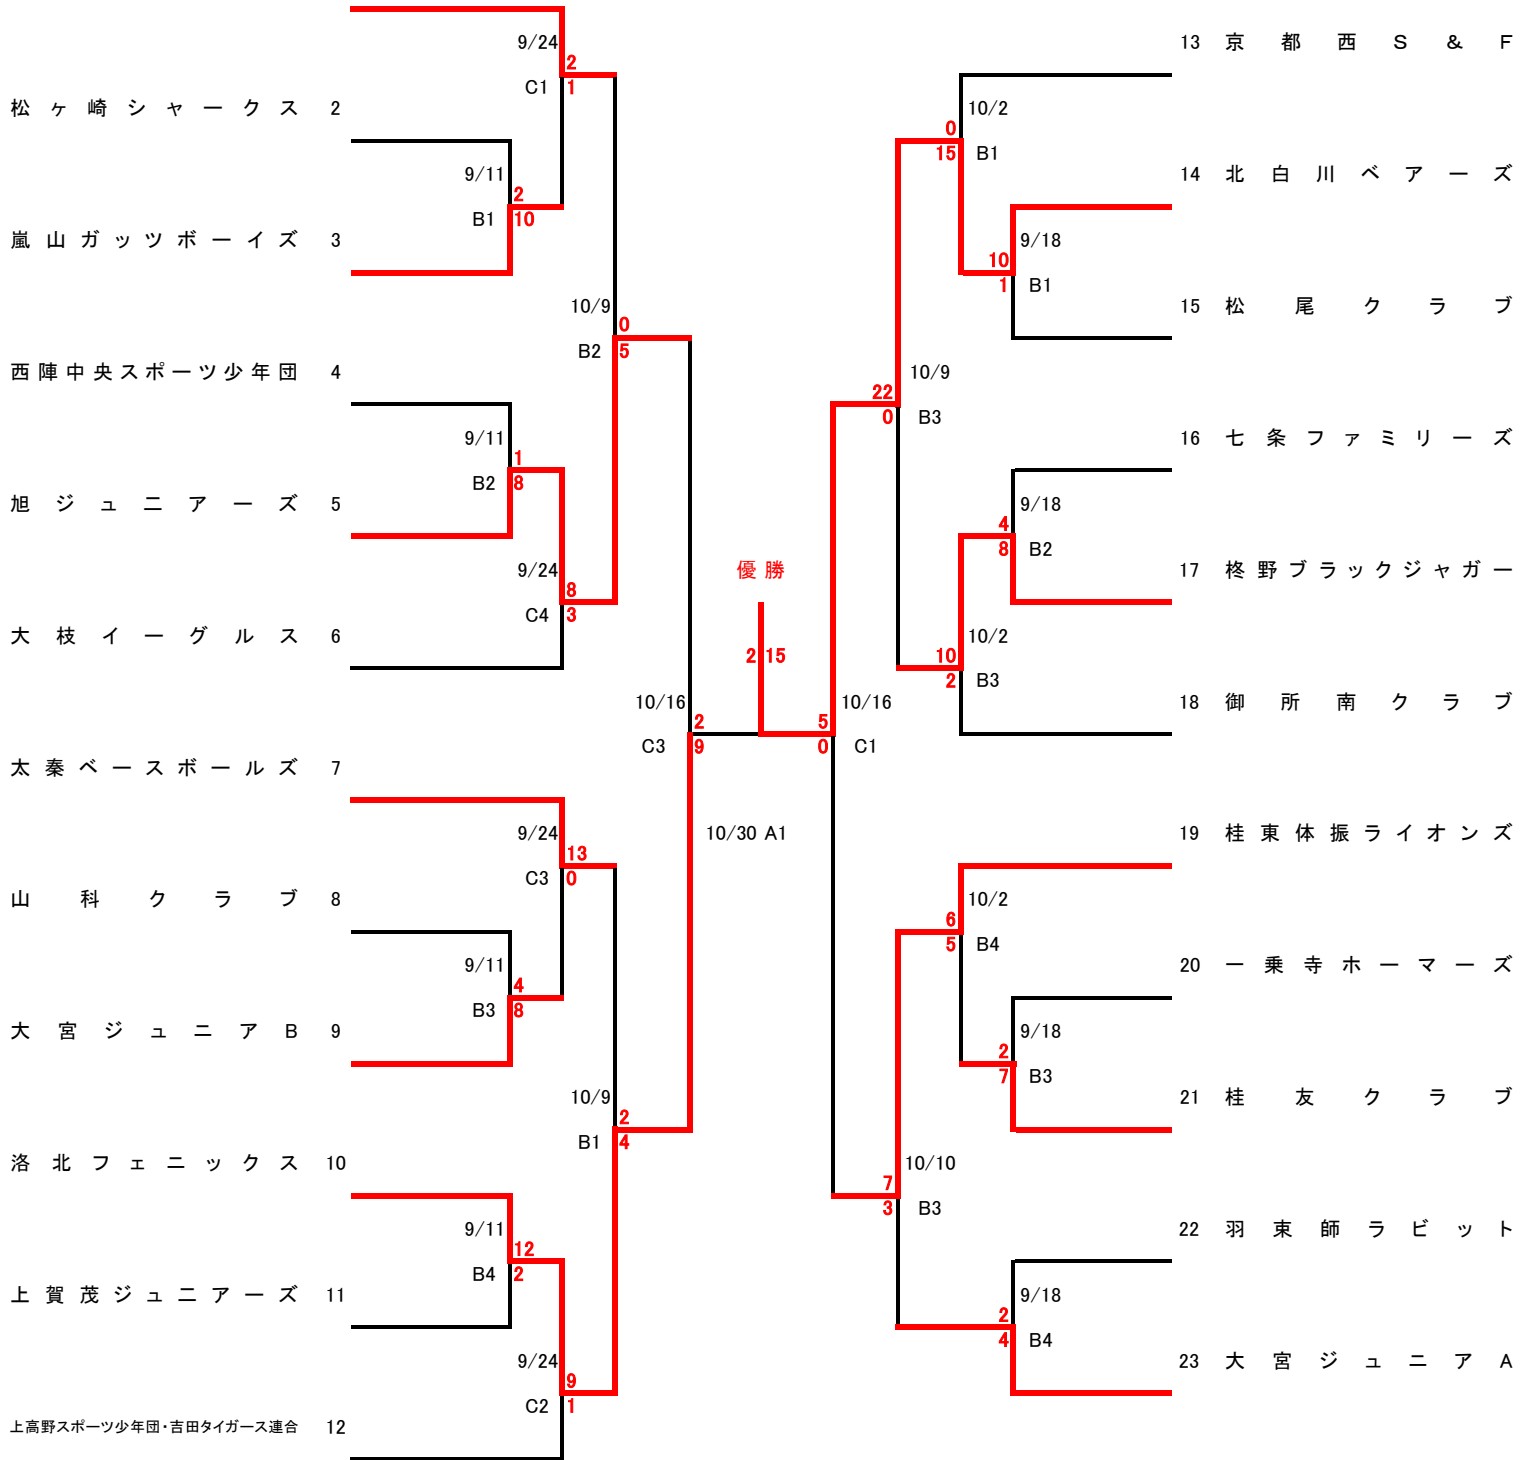 9/24
2
C1
1
松ヶ崎シャークス 2
9/11
2
B1
10
嵐山ガッツボーイズ 3
10/9
0
B2
5
西陣中央スポーツ少年団 4
9/11
1
B2
8
旭ジュニアーズ 5
9/24
8
C4
3
大枝イーグルス 6
10/16
2
C3
9
太秦ベースボールズ 7
9/24
13
C3
0
山科クラブ 8
9/11
4
B3
8
大宮ジュニアB 9
10/9
2
B1
4
洛北フェニックス 10
9/11
12
B4
2
上賀茂ジュニアーズ 11
9/24
9
C2
1
上高野スポーツ少年団・吉田タイガース連合 12
優勝
2 15
10/30 A1
13 京都西S&F
10/2
0
15
B1
14 北白川ベアーズ
9/18
10
1
B1
15 松尾クラブ
10/9
22
0
B3
16 七条ファミリーズ
9/18
4
8
B2
17 柊野ブラックジャガー
10/2
10
2
B3
18 御所南クラブ
10/16
5
0
C1
19 桂東体振ライオンズ
10/2
6
5
B4
20 一乗寺ホーマーズ
9/18
2
7
B3
21 桂友クラブ
10/10
7
3
B3
22 羽束師ラビット
9/18
2
4
B4
23 大宮ジュニアA